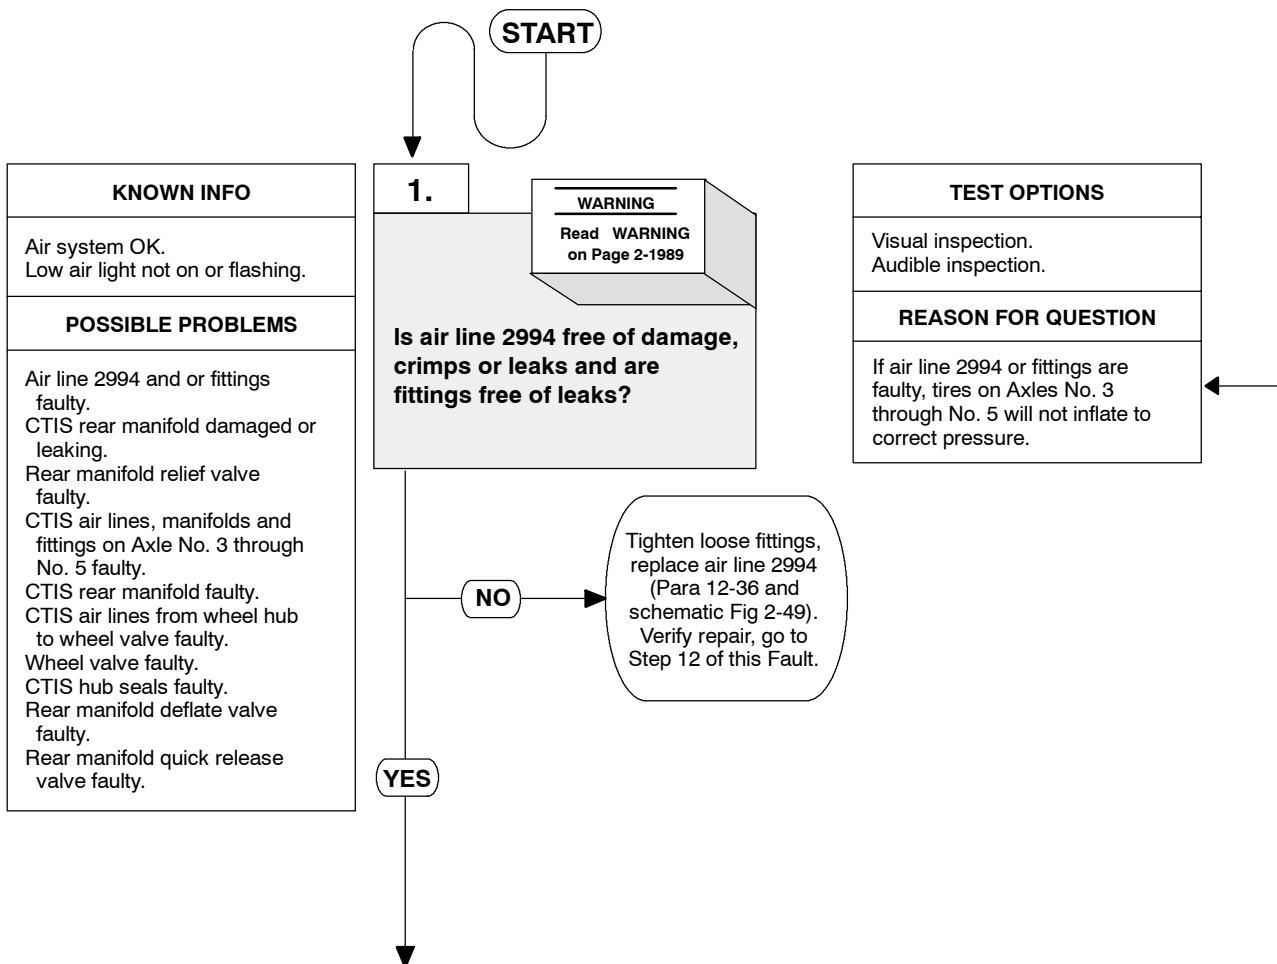 START
KNOWN INFO
Air system OK.
Low air light not on or flashing.
POSSIBLE PROBLEMS
Air line 2994 and or fittings
faulty.
CTIS rear manifold damaged or
leaking.
Rear manifold relief valve
faulty.
CTIS air lines, manifolds and
fittings on Axle No. 3 through
No. 5 faulty.
CTIS rear manifold faulty.
CTIS air lines from wheel hub
to wheel valve faulty.
Wheel valve faulty.
CTIS hub seals faulty.
Rear manifold deflate valve
faulty.
Rear manifold quick release
valve faulty.
1.
WARNING
Read WARNING
on Page 2-1989
Is air line 2994 free of damage,
crimps or leaks and are
fittings free of leaks?
TEST OPTIONS
Visual inspection.
Audible inspection.
REASON FOR QUESTION
If air line 2994 or fittings are
faulty, tires on Axles No. 3
through No. 5 will not inflate to
correct pressure.
NO
Tighten loose fittings,
replace air line 2994
(Para 12-36 and
schematic Fig 2-49).
Verify repair, go to
Step 12 of this Fault.
YES